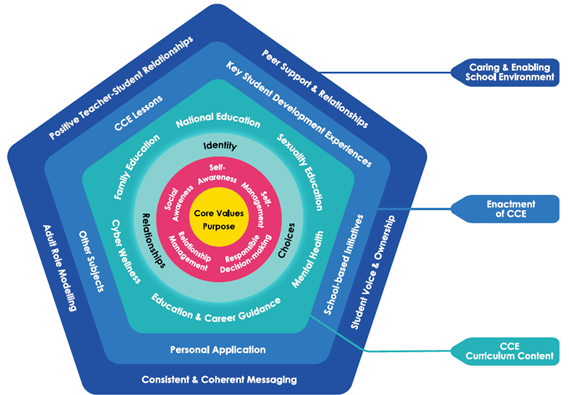 Positive Teacher-Student Relationships
Peer Support & Relationships
Caring & Enabling
School Environment
CCE Lessons
Key Student Development Experiences
National Education
Family Education
Sexuality Education
Identity
Self-
Awareness
Self-
Management
Social
Awareness
Core Values
Purpose
Enactment
of CCE
Relationships
Choices
Relationship
Management
Responsible
Decision-making
Cyber Wellness
Mental Health
Adult Role Modelling
Other Subjects
School-based Initiatives
Student Voice & Ownership
Education & Career Guidance
CCE
Curriculum Content
Personal Application
Consistent & Coherent Messaging